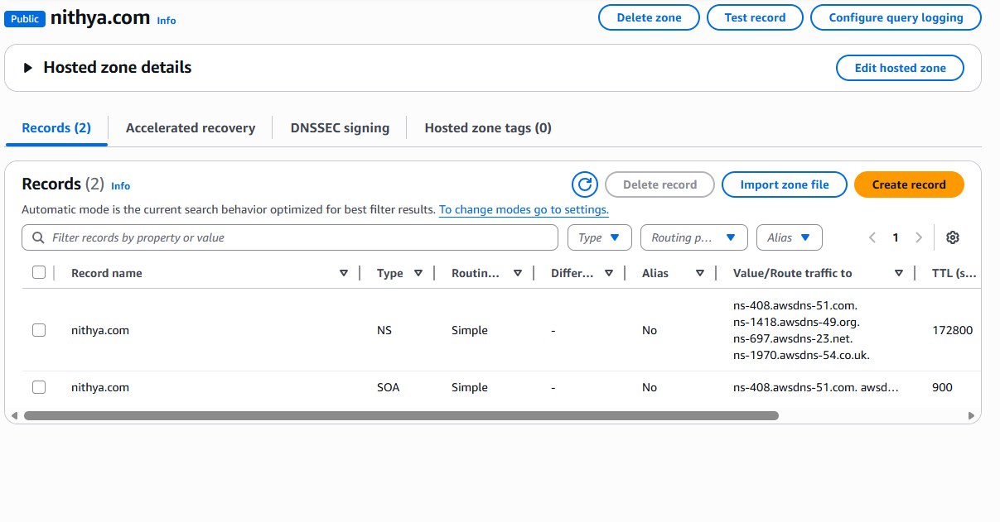 Public nithya.com Info Delete zone Test record Configure query logging
Hosted zone details Edit hosted zone
Records (2) Accelerated recovery DNSSEC signing Hosted zone tags (0)
Records (2) Info Delete record Import zone file Create record
Automatic mode is the current search behavior optimized for best filter results. To change modes go to settings.
Filter records by property or value Type Routing p... Alias 1
Record name Type Routin... Differ... Alias Value/Route traffic to TTL (s...
nithya.com NS Simple - No ns-408.awsdns-51.com.
ns-1418.awsdns-49.org.
ns-697.awsdns-23.net.
ns-1970.awsdns-54.co.uk.
172800
nithya.com SOA Simple - No ns-408.awsdns-51.com. awsd... 900